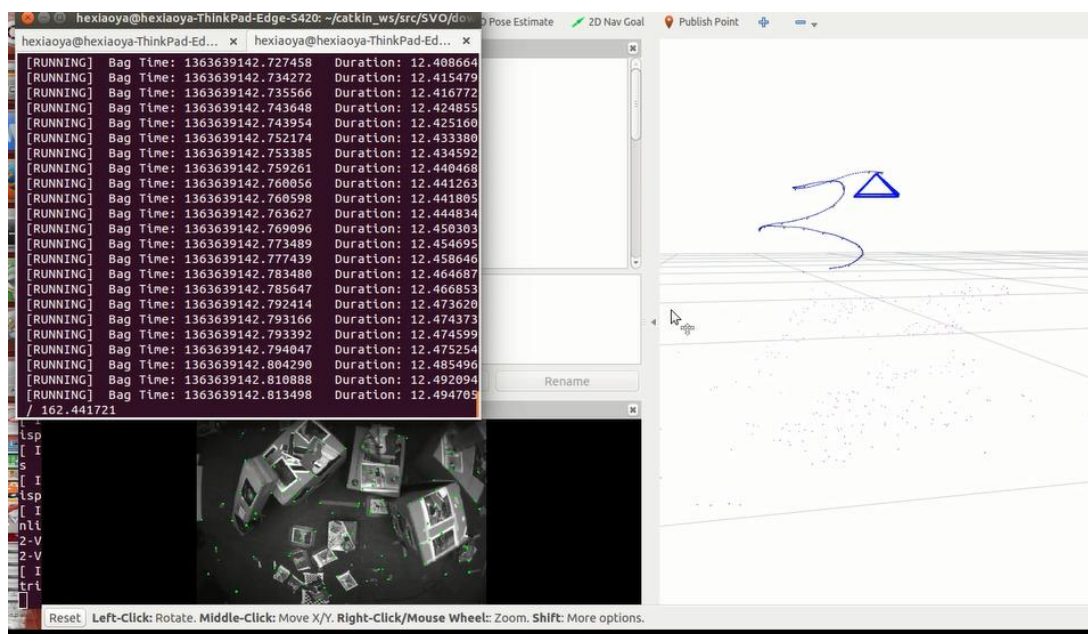 hexiaoya@hexiaoya-ThinkPad-Edge-S420: ~/catkin_ws/src/SVO/dow
Pose Estimate 2D Nav Goal Publish Point
hexiaoya@hexiaoya-ThinkPad-Ed... × hexiaoya@hexiaoya-ThinkPad-Ed... ×
[RUNNING] Bag Time: 1363639142.727458 Duration: 12.408664
[RUNNING] Bag Time: 1363639142.734272 Duration: 12.415479
[RUNNING] Bag Time: 1363639142.735566 Duration: 12.416772
[RUNNING] Bag Time: 1363639142.743648 Duration: 12.424855
[RUNNING] Bag Time: 1363639142.743954 Duration: 12.425160
[RUNNING] Bag Time: 1363639142.752174 Duration: 12.433380
[RUNNING] Bag Time: 1363639142.753385 Duration: 12.434592
[RUNNING] Bag Time: 1363639142.759261 Duration: 12.440468
[RUNNING] Bag Time: 1363639142.760056 Duration: 12.441263
[RUNNING] Bag Time: 1363639142.760598 Duration: 12.441805
[RUNNING] Bag Time: 1363639142.763627 Duration: 12.444834
[RUNNING] Bag Time: 1363639142.769096 Duration: 12.450303
[RUNNING] Bag Time: 1363639142.773489 Duration: 12.454695
[RUNNING] Bag Time: 1363639142.777439 Duration: 12.458646
[RUNNING] Bag Time: 1363639142.783480 Duration: 12.464687
[RUNNING] Bag Time: 1363639142.785647 Duration: 12.466853
[RUNNING] Bag Time: 1363639142.792414 Duration: 12.473620
[RUNNING] Bag Time: 1363639142.793166 Duration: 12.474373
[RUNNING] Bag Time: 1363639142.793392 Duration: 12.474599
[RUNNING] Bag Time: 1363639142.794047 Duration: 12.475254
[RUNNING] Bag Time: 1363639142.804290 Duration: 12.485496
[RUNNING] Bag Time: 1363639142.810888 Duration: 12.492094
[RUNNING] Bag Time: 1363639142.813498 Duration: 12.494705
/ 162.441721
Rename
isp
[ I
s
[ I
isp
[ I
nli
2-V
2-V
[ I
tri
Reset Left-Click: Rotate. Middle-Click: Move X/Y. Right-Click/Mouse Wheel:: Zoom. Shift: More options.